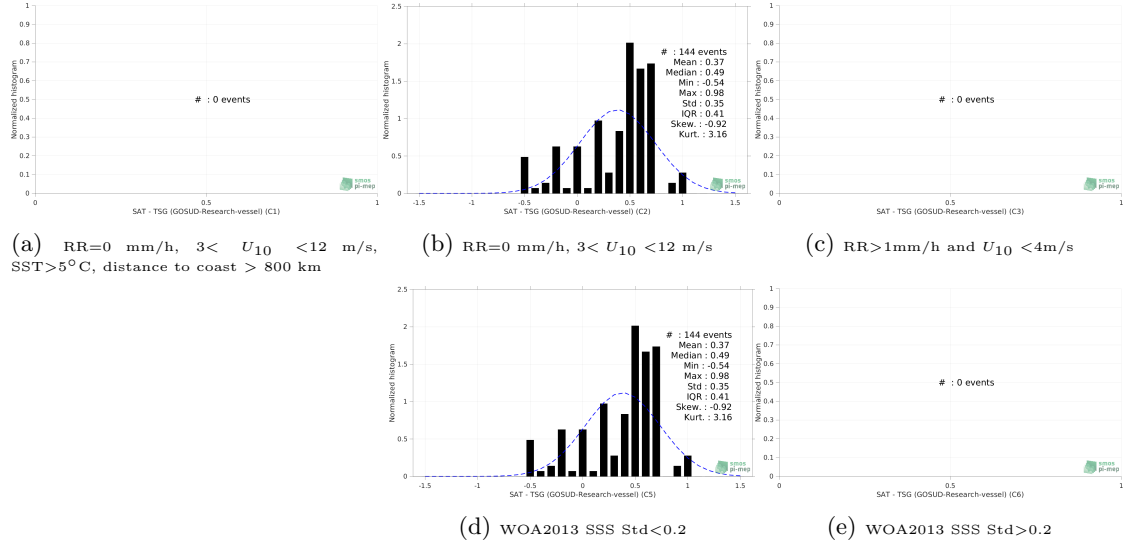 1
0.9
0.8
0.7
0.6
0.5
0.4
0.3
0.2
0.1
0
Normalized histogram
# : 0 events
smos
pi-mep
0 0.5 1
SAT - TSG (GOSUD-Research-vessel) (C1)
(a) RR=0 mm/h, 3< U10 <12 m/s,
SST>5°C, distance to coast > 800 km
2.5
2
1.5
1
0.5
0
Normalized histogram
# : 144 events
Mean : 0.37
Median : 0.49
Min : -0.54
Max : 0.98
Std : 0.35
IQR : 0.41
Skew. : -0.92
Kurt. : 3.16
smos
pi-mep
-1.5 -1 -0.5 0 0.5 1 1.5
SAT - TSG (GOSUD-Research-vessel) (C2)
(b) RR=0 mm/h, 3< U10 <12 m/s
1
0.9
0.8
0.7
0.6
0.5
0.4
0.3
0.2
0.1
0
Normalized histogram
# : 0 events
smos
pi-mep
0 0.5 1
SAT - TSG (GOSUD-Research-vessel) (C3)
(c) RR>1mm/h and U10 <4m/s
2.5
2
1.5
1
0.5
0
Normalized histogram
# : 144 events
Mean : 0.37
Median : 0.49
Min : -0.54
Max : 0.98
Std : 0.35
IQR : 0.41
Skew. : -0.92
Kurt. : 3.16
smos
pi-mep
-1.5 -1 -0.5 0 0.5 1 1.5
SAT - TSG (GOSUD-Research-vessel) (C5)
(d) WOA2013 SSS Std<0.2
1
0.9
0.8
0.7
0.6
0.5
0.4
0.3
0.2
0.1
0
Normalized histogram
# : 0 events
smos
pi-mep
0 0.5 1
SAT - TSG (GOSUD-Research-vessel) (C6)
(e) WOA2013 SSS Std>0.2